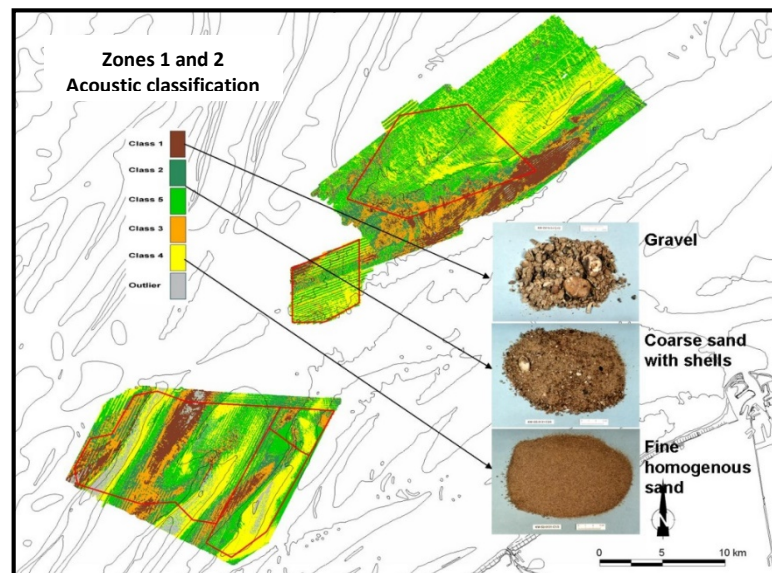 Zones 1 and 2
Acoustic classification
Class 1
Class 2
Class 5
Class 3
Class 4
Outlier
Gravel
Coarse sand
with shells
Fine
homogenous
sand
N
0 5 10 km